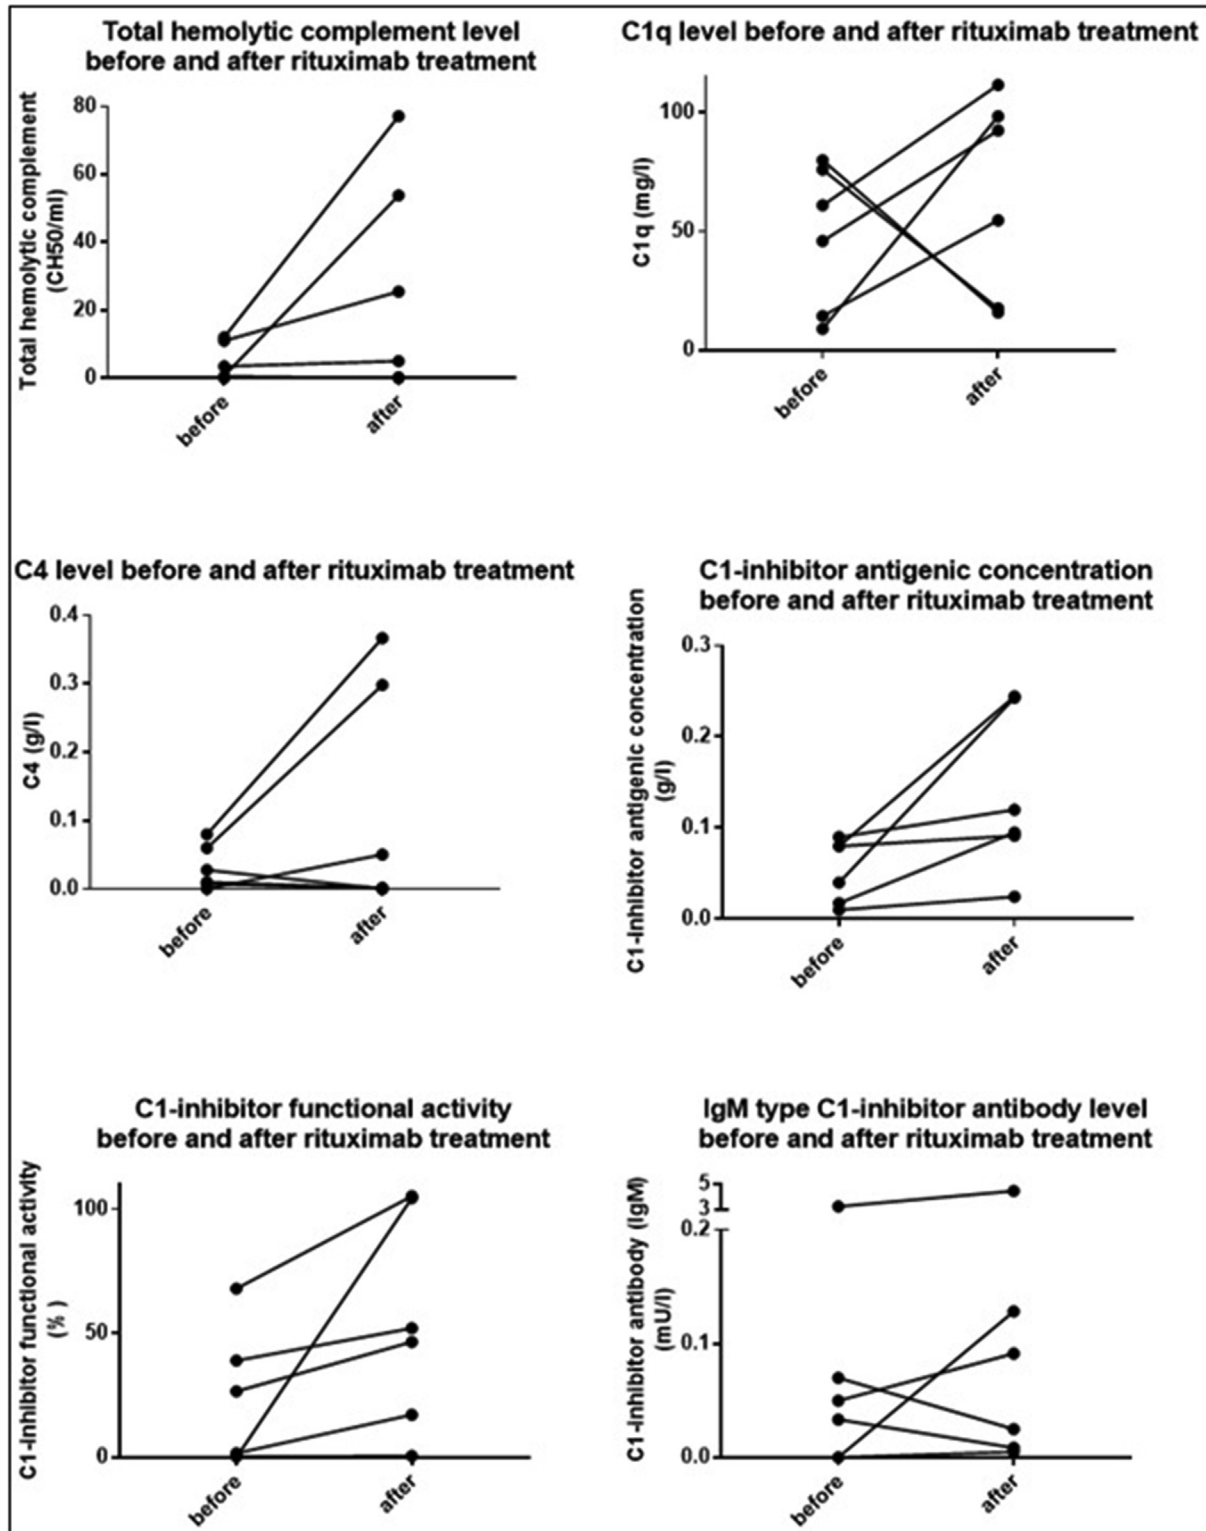 Total hemolytic complement level
before and after rituximab treatment
Total hemolytic complement
(CH50/ml)
80
60
40
20
0
before
after
C1q level before and after rituximab treatment
C1q (mg/l)
100
50
0
before
after
C4 level before and after rituximab treatment
C4 (g/l)
0.4
0.3
0.2
0.1
0.0
before
after
C1-inhibitor antigenic concentration
before and after rituximab treatment
C1-Inhibitor antigenic concentration
(g/l)
0.3
0.2
0.1
0.0
before
after
C1-inhibitor functional activity
before and after rituximab treatment
C1-Inhibitor functional activity
(% )
100
50
0
before
after
IgM type C1-inhibitor antibody level
before and after rituximab treatment
C1-Inhibitor antibody (IgM)
(mU/l)
5
3
0.2
0.1
0.0
before
after